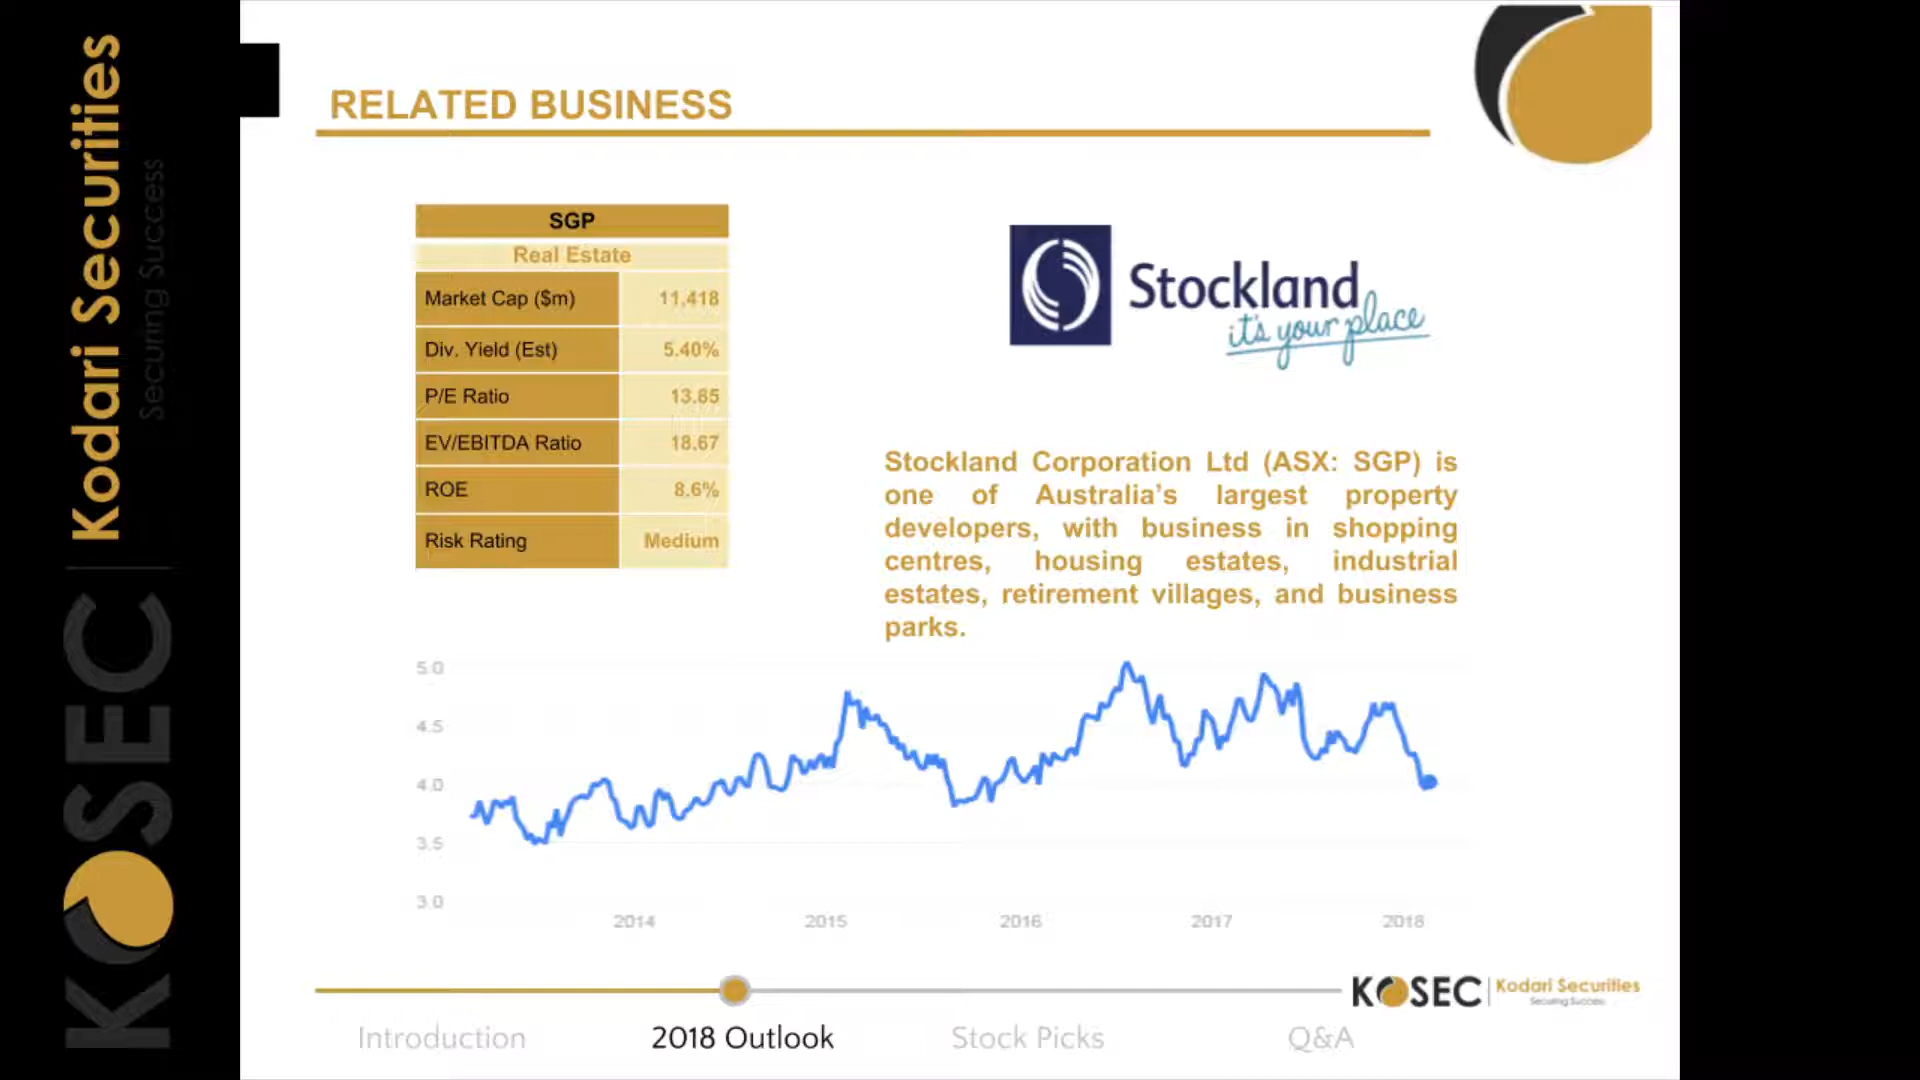 KOSEC | Kodari Securities
Securing Success
RELATED BUSINESS
SGP
Real Estate
Market Cap ($m) 11,418
Div. Yield (Est) 5.40%
P/E Ratio 13.85
EV/EBITDA Ratio 18.67
ROE 8.6%
Risk Rating Medium
Stockland
it's your place
Stockland Corporation Ltd (ASX: SGP) is
one of Australia’s largest property
developers, with business in shopping
centres, housing estates, industrial
estates, retirement villages, and business
parks.
5.0
4.5
4.0
3.5
3.0
2014 2015 2016 2017 2018
KOSEC | Kodari Securities
Securing Success
Introduction 2018 Outlook Stock Picks Q&A